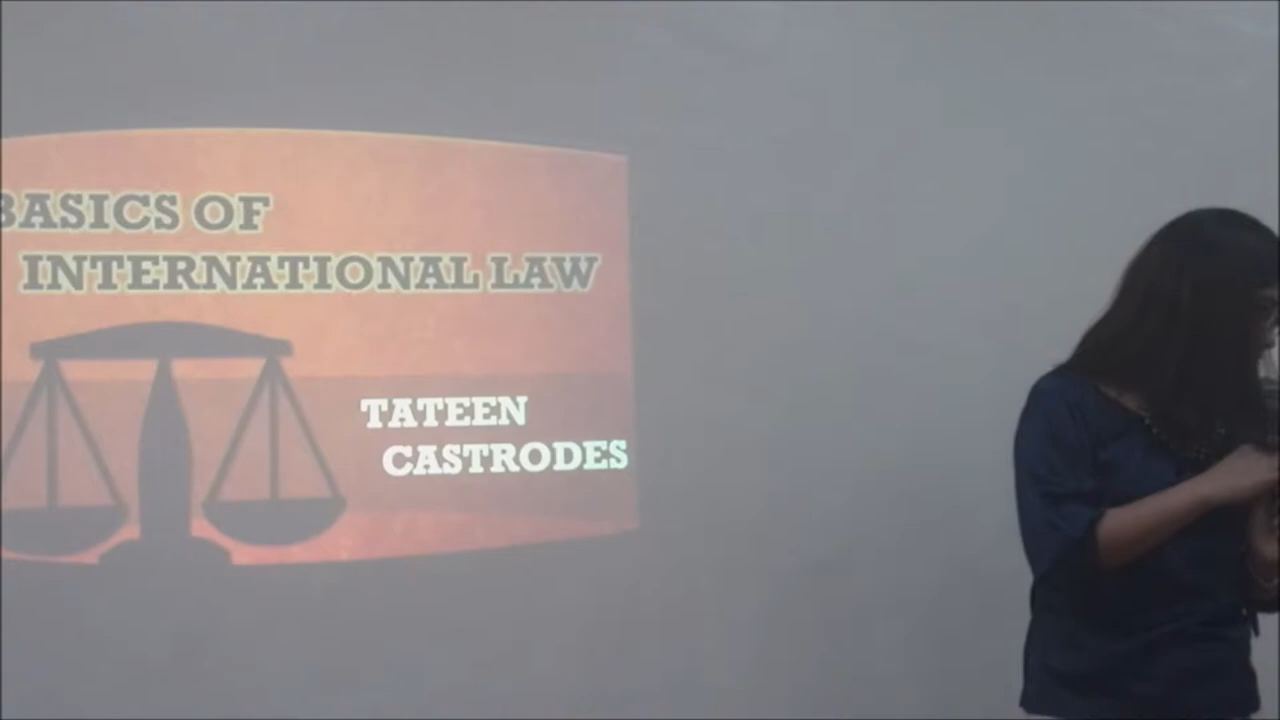 BASICS OF
INTERNATIONAL LAW
TATEEN
CASTRODES